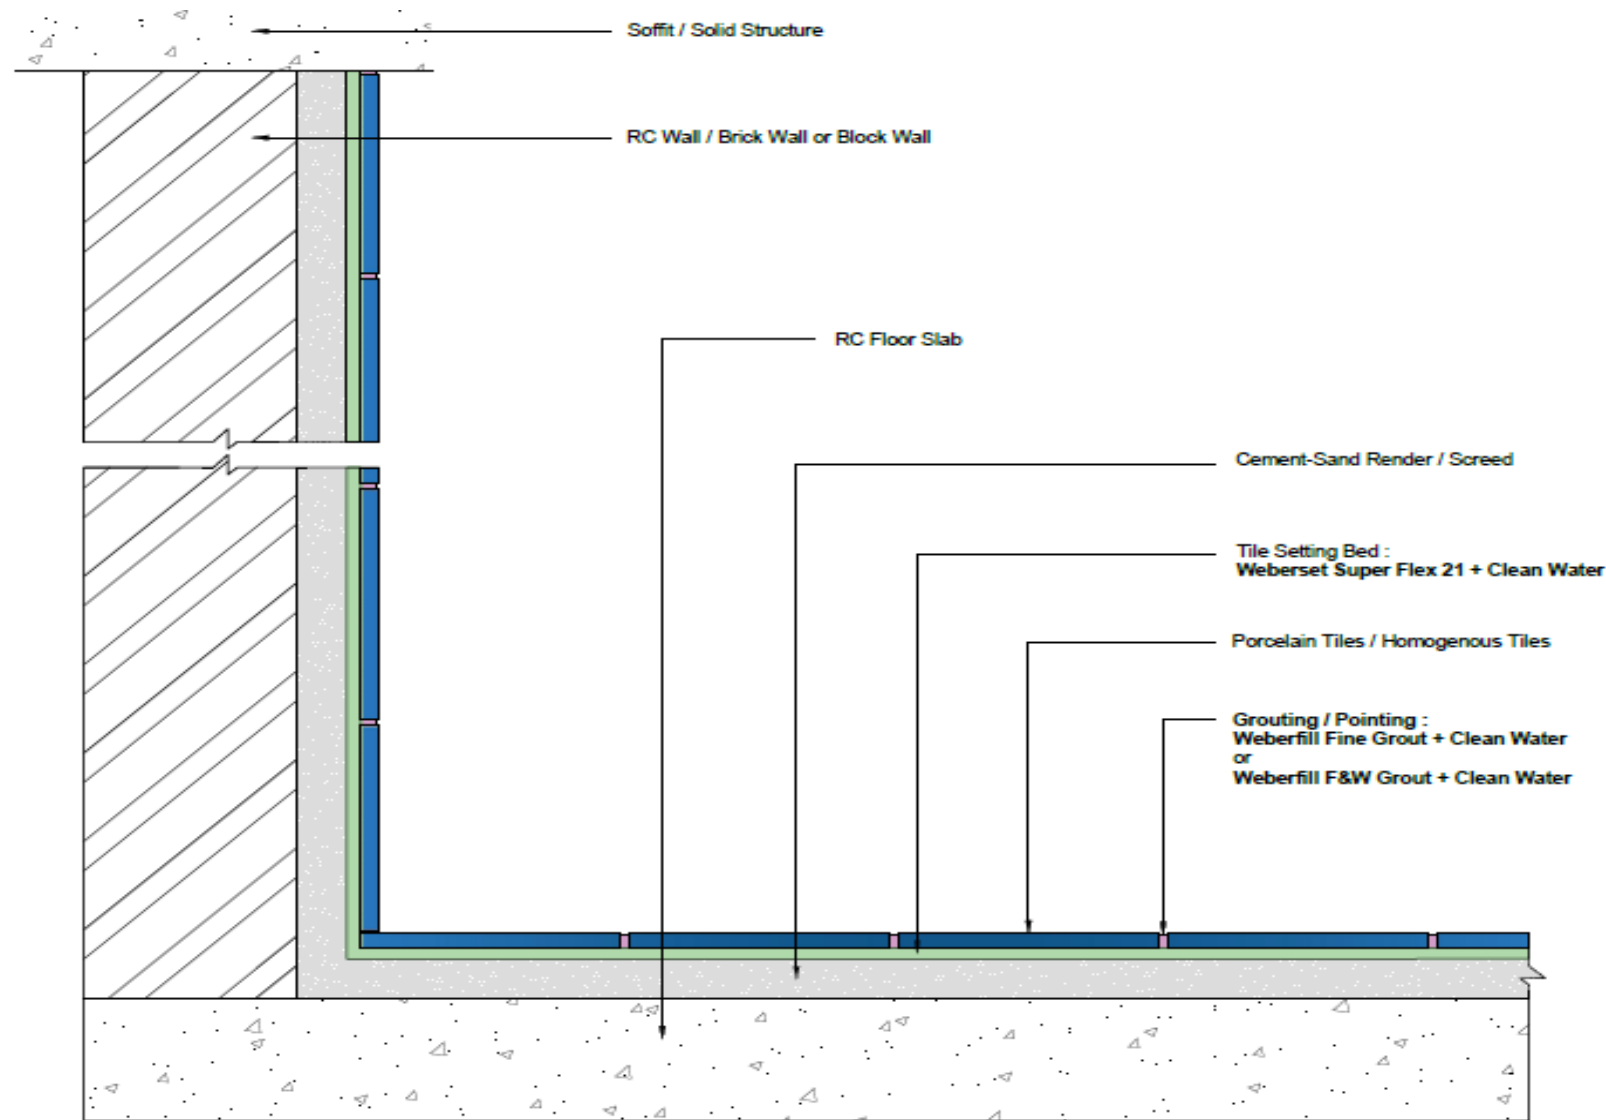 Soffit / Solid Structure
RC Wall / Brick Wall or Block Wall
RC Floor Slab
Cement-Sand Render / Screed
Tile Setting Bed :
Weberset Super Flex 21 + Clean Water
Porcelain Tiles / Homogenous Tiles
Grouting / Pointing :
Weberfill Fine Grout + Clean Water
or
Weberfill F&W Grout + Clean Water